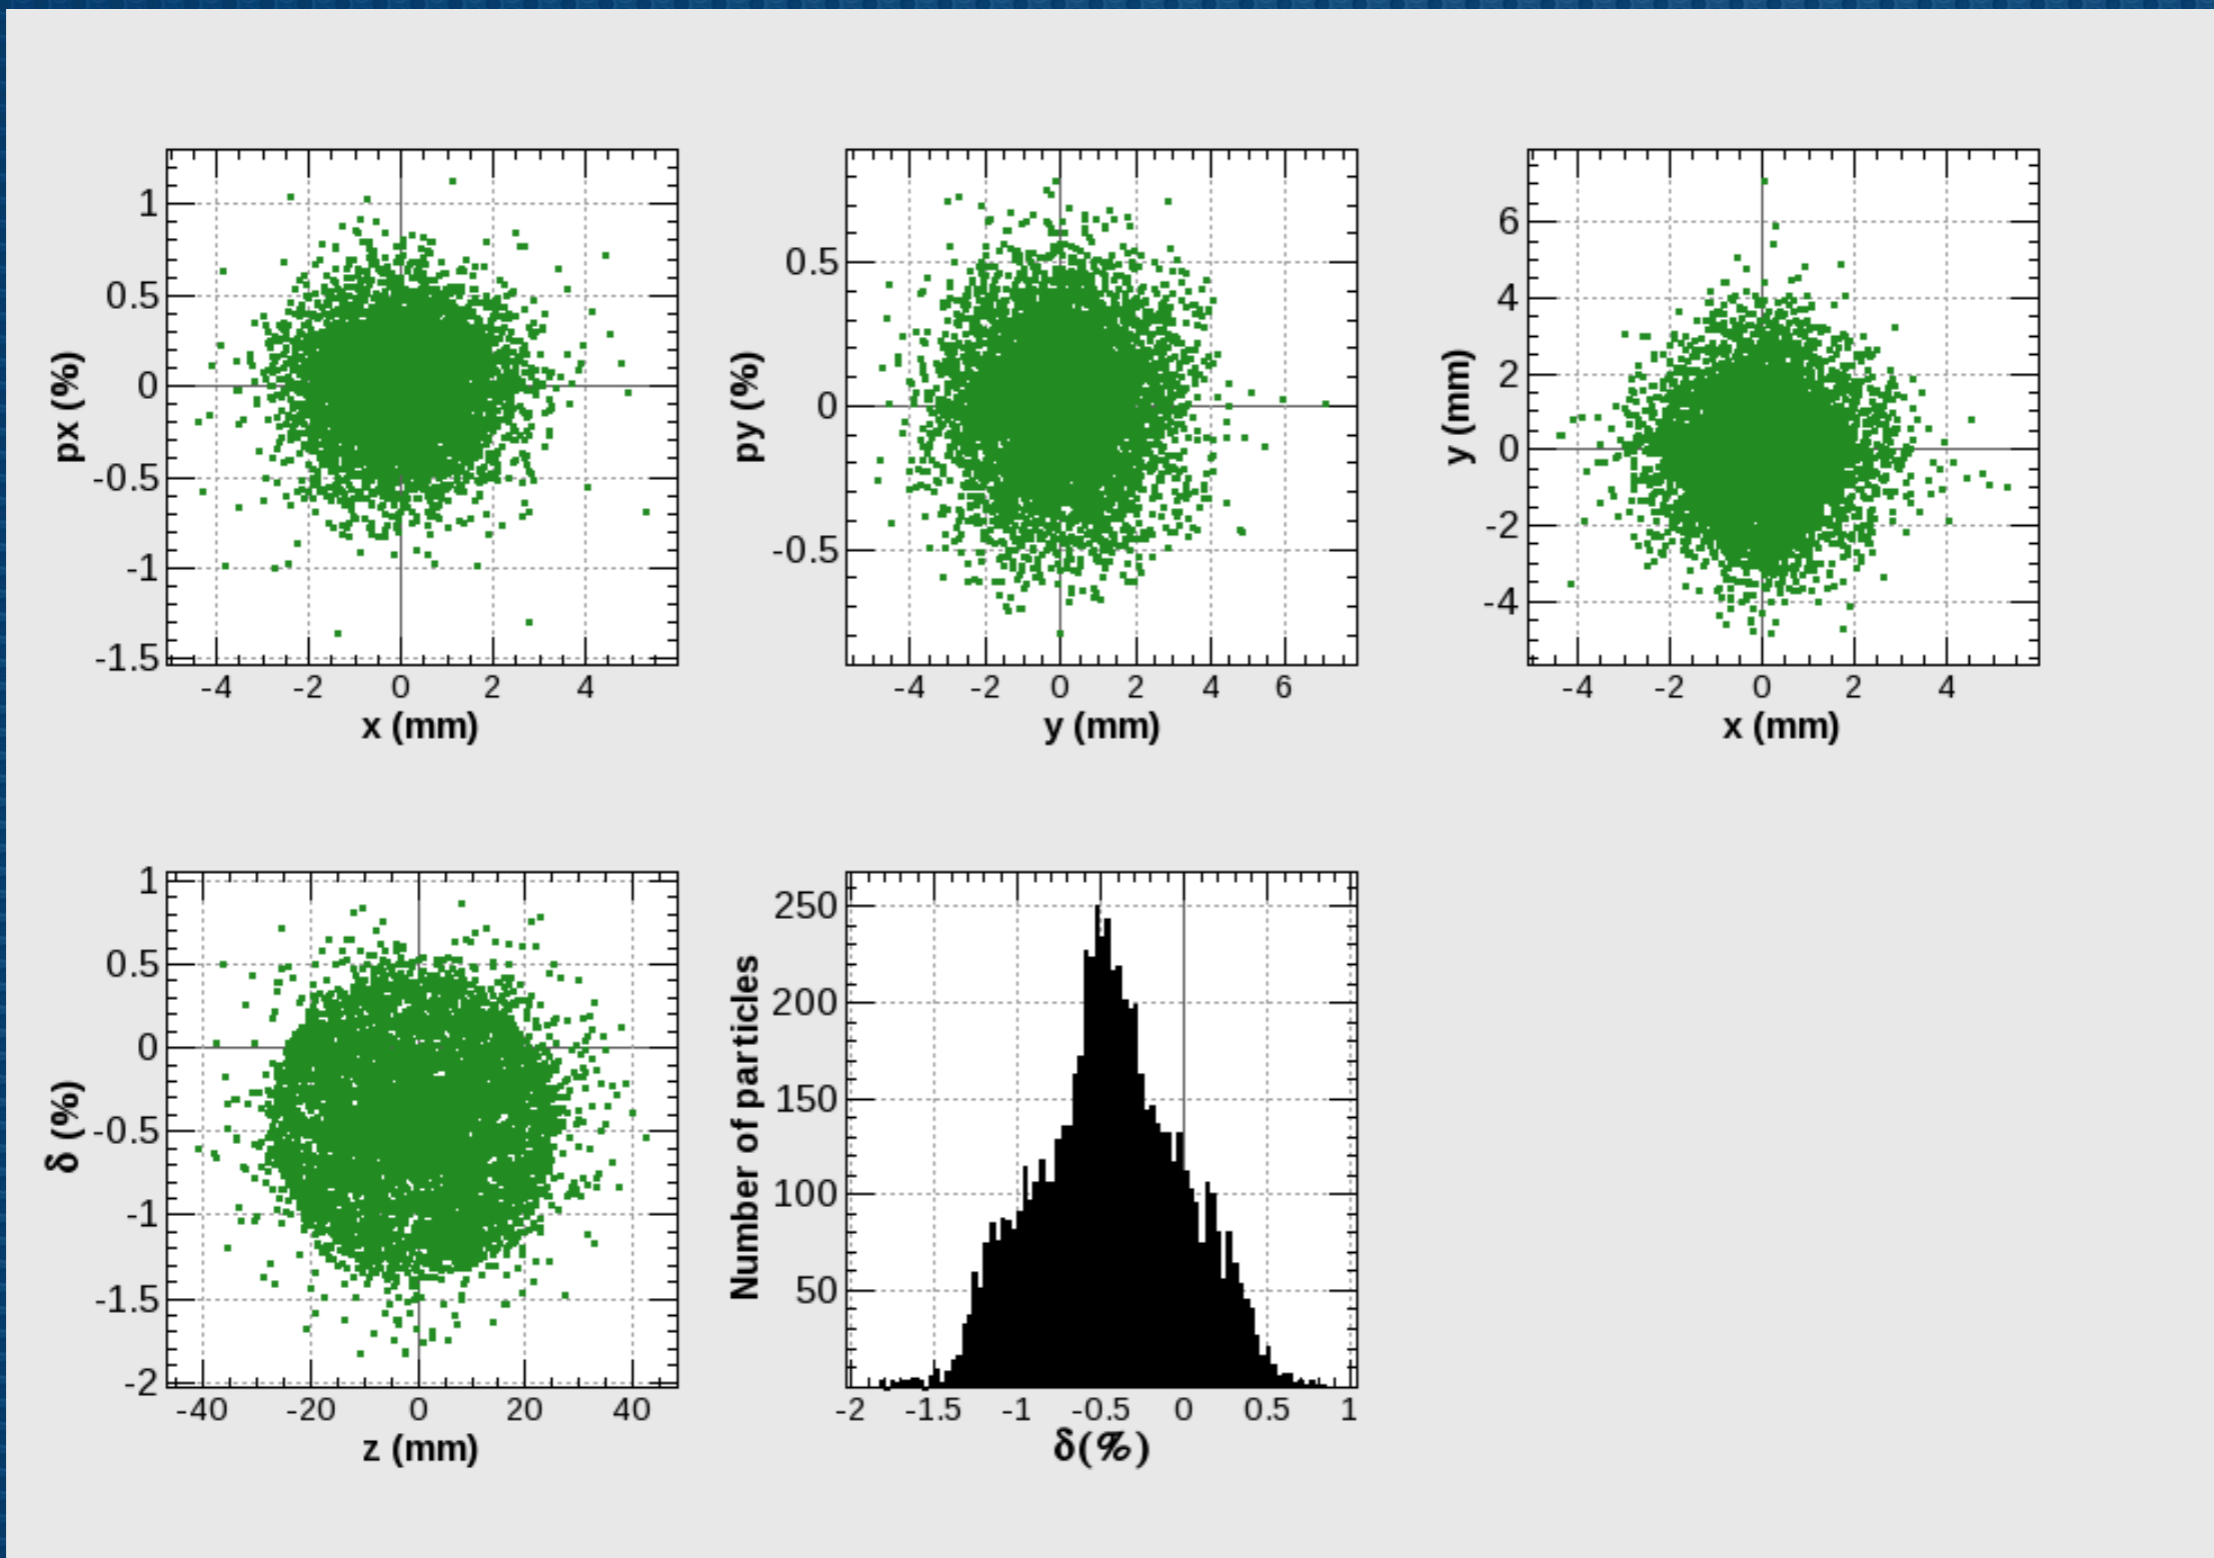 1
0.5
0
-0.5
-1
-1.5
px (%)
-4 -2 0 2 4
x (mm)
0.5
0
-0.5
py (%)
-4 -2 0 2 4 6
y (mm)
6
4
2
0
-2
-4
y (mm)
-4 -2 0 2 4
x (mm)
1
0.5
0
-0.5
-1
-1.5
-2
δ (%)
-40 -20 0 20 40
z (mm)
250
200
150
100
50
Number of particles
-2 -1.5 -1 -0.5 0 0.5 1
δ(%)